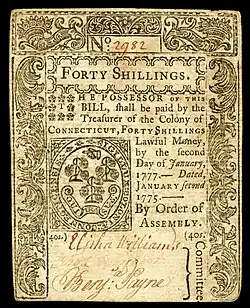 No. 2982
FORTY SHILLINGS.
THE POSSESSOR OF THIS
BILL, shall be paid by the
Treasurer of the Colony of
CONNECTICUT, FORTY SHILLINGS
Lawful Money,
by the second
Day of January,
1777.— Dated,
JANUARY second
1775.—
By Order of
ASSEMBLY.
40s. 40s.
Elisha Williams
Benj. Payne
Committee